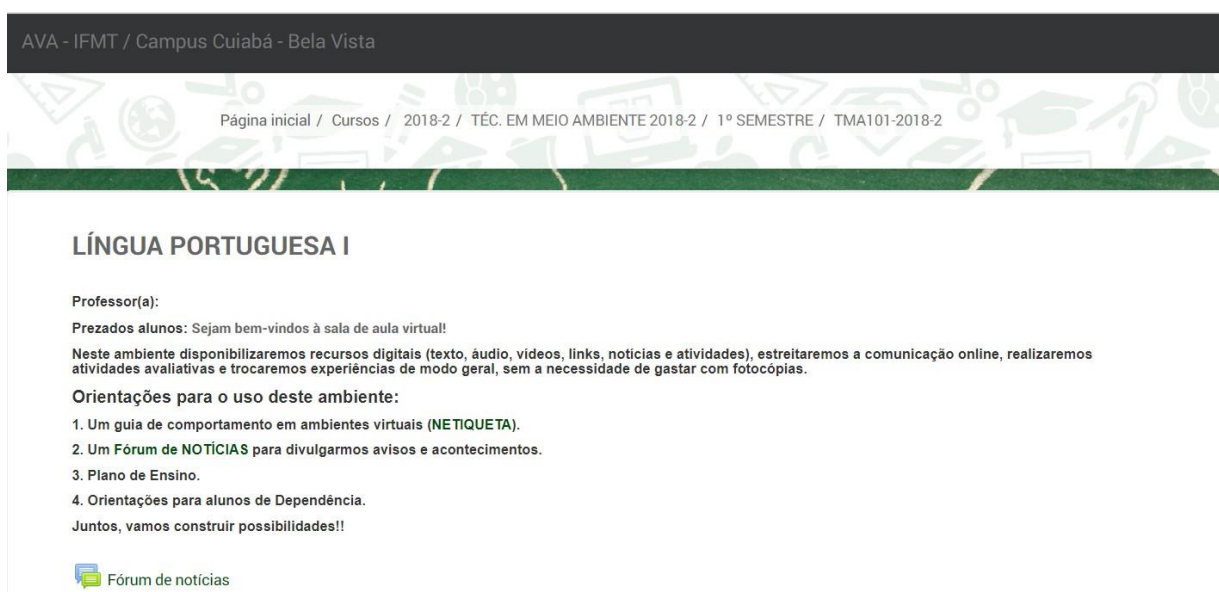 AVA - IFMT / Campus Cuiabá - Bela Vista
Página inicial / Cursos / 2018-2 / TÉC. EM MEIO AMBIENTE 2018-2 / 1º SEMESTRE / TMA101-2018-2
LÍNGUA PORTUGUESA I
Professor(a):
Prezados alunos: Sejam bem-vindos à sala de aula virtual!
Neste ambiente disponibilizaremos recursos digitais (texto, áudio, vídeos, links, notícias e atividades), estreitaremos a comunicação online, realizaremos
atividades avaliativas e trocaremos experiências de modo geral, sem a necessidade de gastar com fotocópias.
Orientações para o uso deste ambiente:
1. Um guia de comportamento em ambientes virtuais (NETIQUETA).
2. Um Fórum de NOTÍCIAS para divulgarmos avisos e acontecimentos.
3. Plano de Ensino.
4. Orientações para alunos de Dependência.
Juntos, vamos construir possibilidades!!
Fórum de notícias